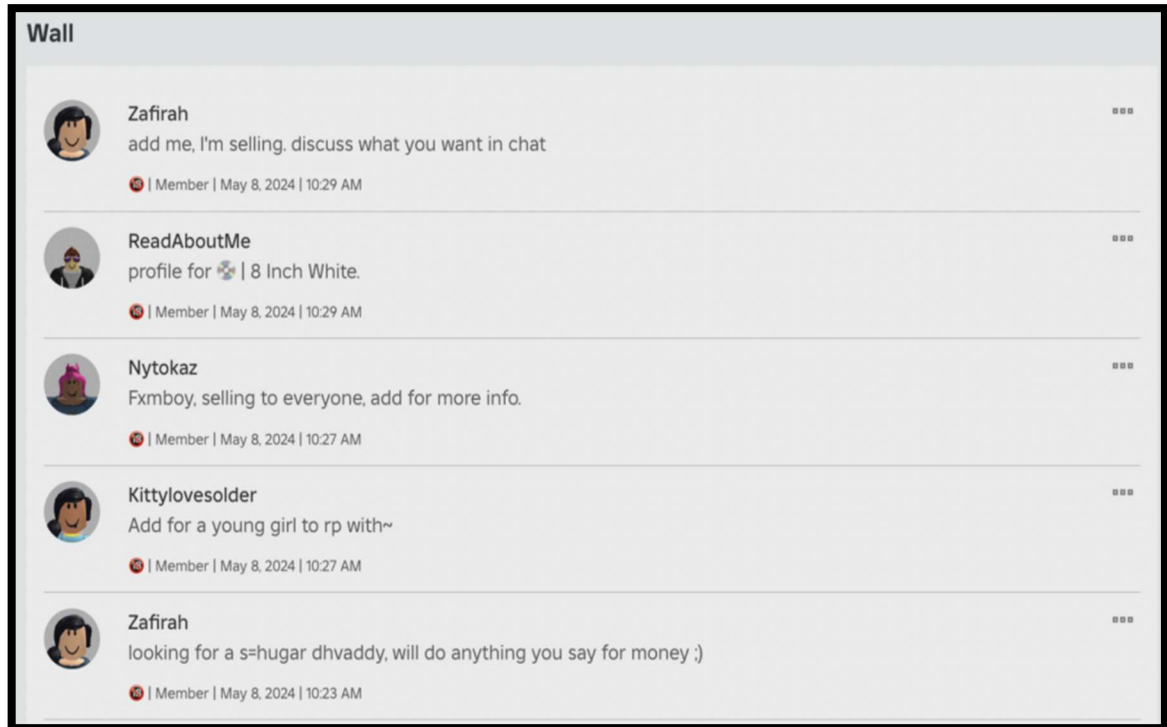 Wall
Zafirah
add me, I'm selling. discuss what you want in chat
🔞 | Member | May 8, 2024 | 10:29 AM
ReadAboutMe
profile for 💿 | 8 Inch White.
🔞 | Member | May 8, 2024 | 10:29 AM
Nytokaz
Fxmboy, selling to everyone, add for more info.
🔞 | Member | May 8, 2024 | 10:27 AM
Kittylovesolder
Add for a young girl to rp with~
🔞 | Member | May 8, 2024 | 10:27 AM
Zafirah
looking for a s=hugar dhvaddy, will do anything you say for money ;)
🔞 | Member | May 8, 2024 | 10:23 AM